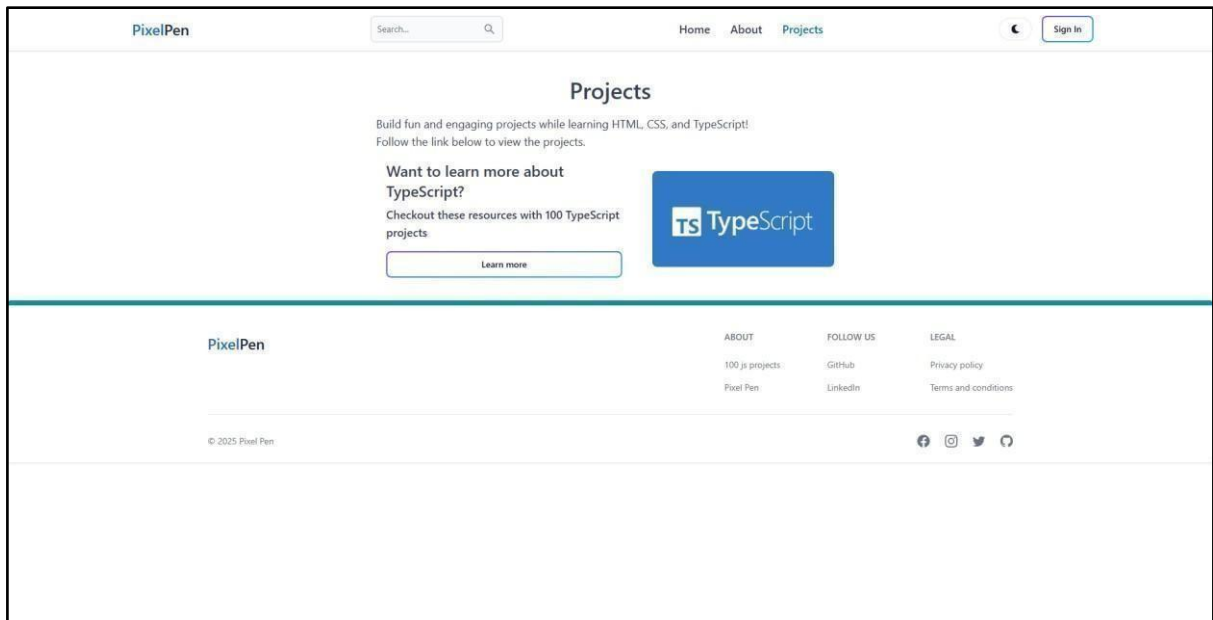 PixelPen
Search...
Home About Projects
Sign In
Projects
Build fun and engaging projects while learning HTML, CSS, and TypeScript!
Follow the link below to view the projects.
Want to learn more about
TypeScript?
Checkout these resources with 100 TypeScript
projects
Learn more
TS TypeScript
PixelPen
ABOUT
100 js projects
Pixel Pen
FOLLOW US
GitHub
LinkedIn
LEGAL
Privacy policy
Terms and conditions
© 2025 Pixel Pen